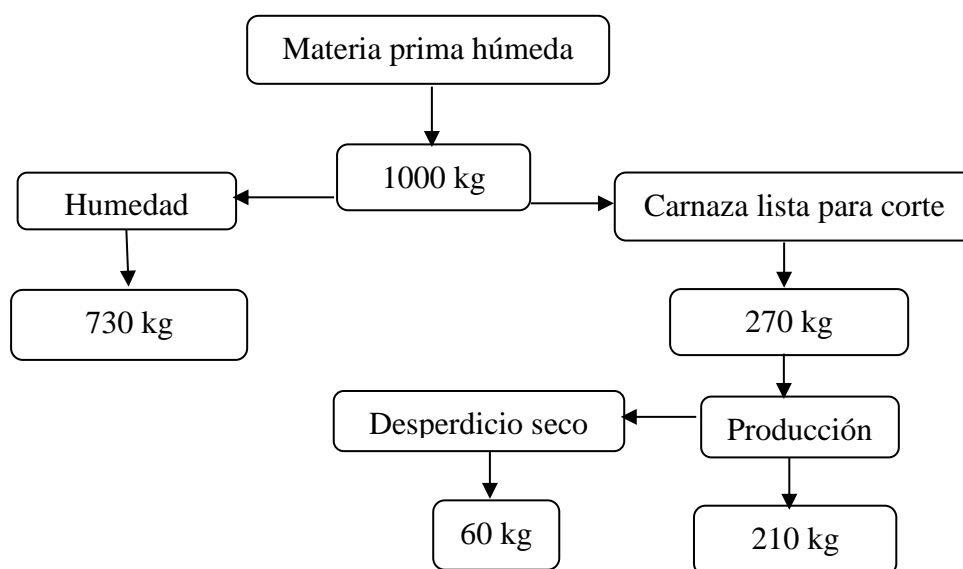 Materia prima húmeda
1000 kg
Humedad
Carnaza lista para corte
730 kg
270 kg
Desperdicio seco
Producción
60 kg
210 kg